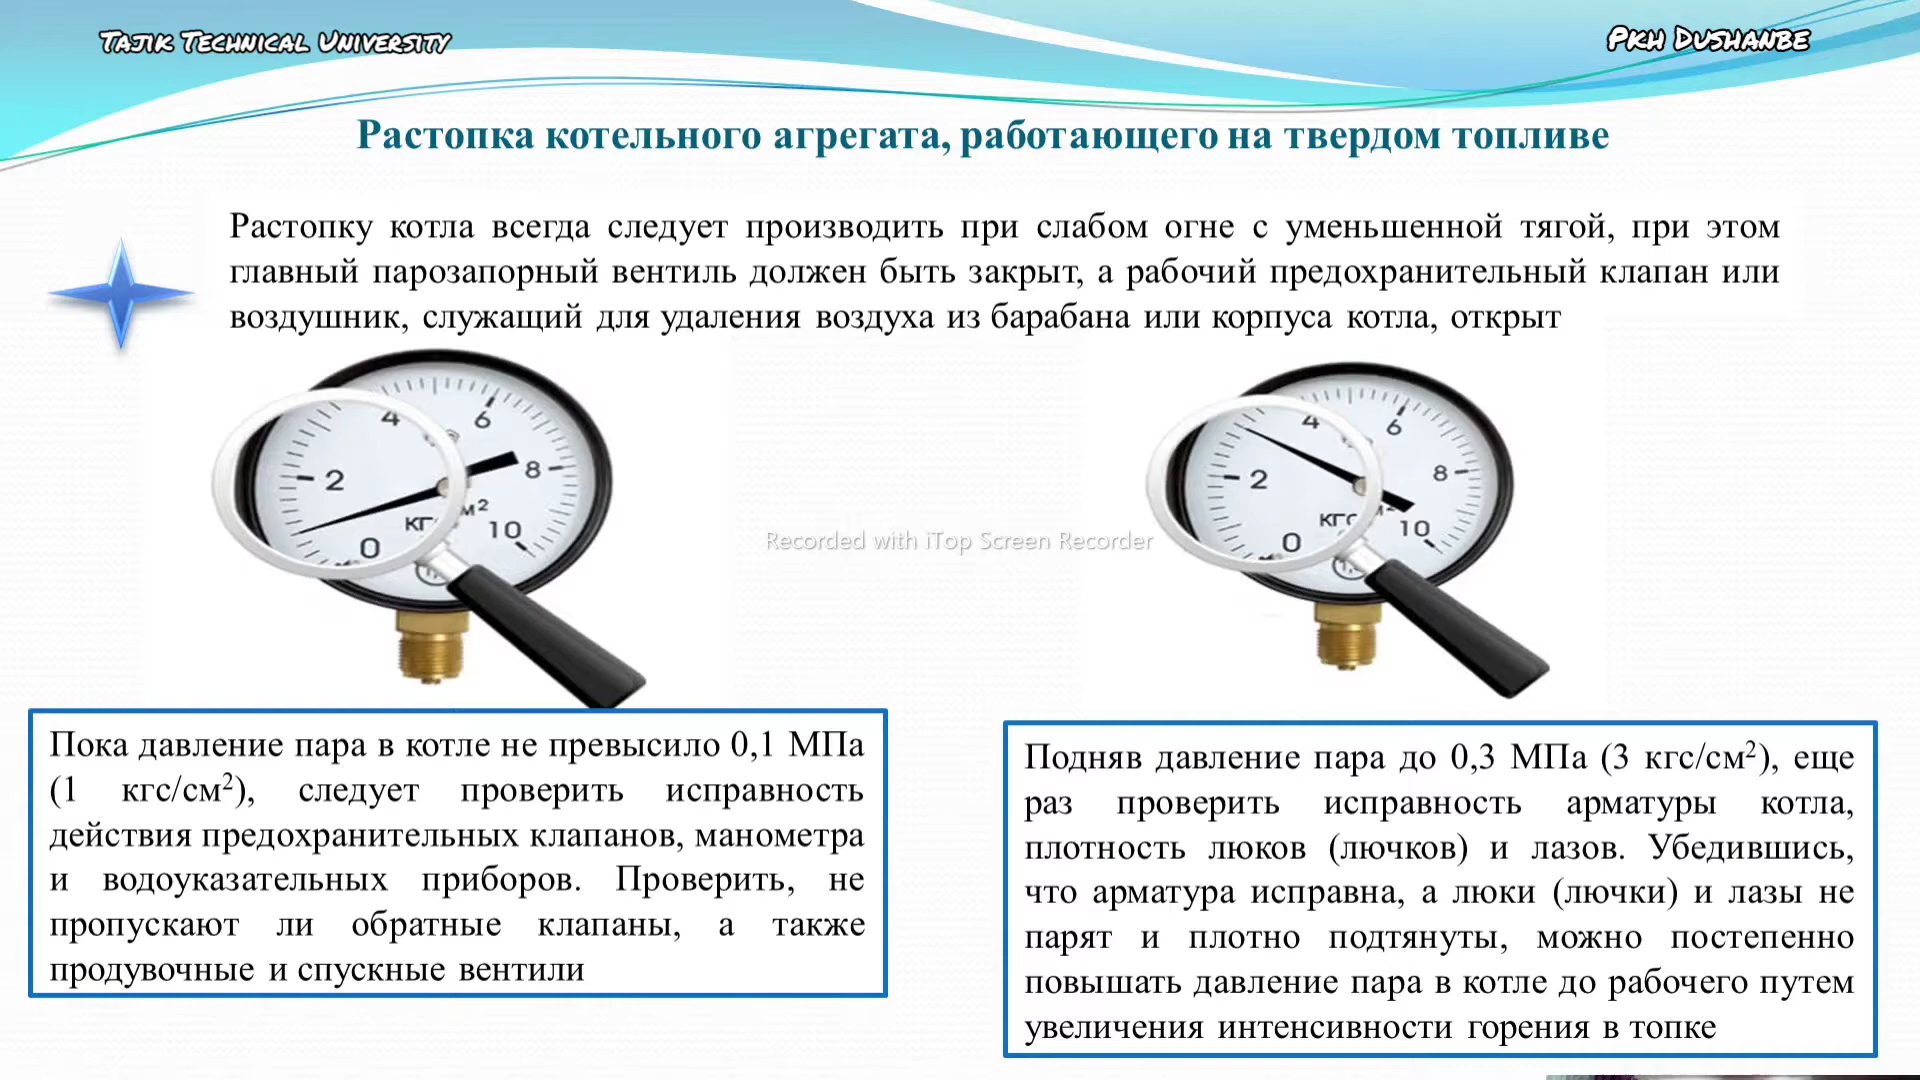 Tajik Technical University
Pkh Dushanbe
Растопка котельного агрегата, работающего на твердом топливе
Растопку котла всегда следует производить при слабом огне с уменьшенной тягой, при этом
главный парозапорный вентиль должен быть закрыт, а рабочий предохранительный клапан или
воздушник, служащий для удаления воздуха из барабана или корпуса котла, открыт
4
6
2
8
10
0
4
6
2
8
10
0
Recorded with iTop Screen Recorder
Пока давление пара в котле не превысило 0,1 МПа
(1 кгс/см²), следует проверить исправность
действия предохранительных клапанов, манометра
и водоуказательных приборов. Проверить, не
пропускают ли обратные клапаны, а также
продувочные и спускные вентили
Подняв давление пара до 0,3 МПа (3 кгс/см²), еще
раз проверить исправность арматуры котла,
плотность люков (лючков) и лазов. Убедившись,
что арматура исправна, а люки (лючки) и лазы не
парят и плотно подтянуты, можно постепенно
повышать давление пара в котле до рабочего путем
увеличения интенсивности горения в топке